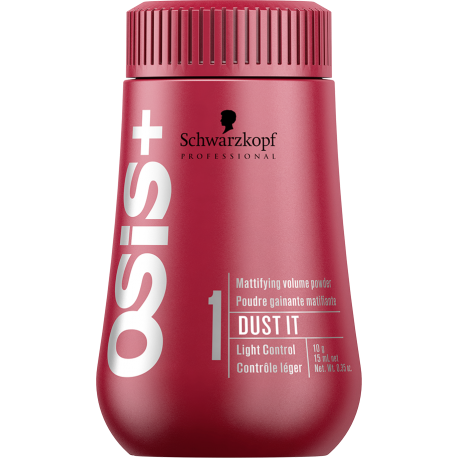 Schwarzkopf
PROFESSIONAL
OSiS+
Mattifying volume powder
Poudre gainante matifiante
1
DUST IT
Light Control
Contrôle léger
10 g
15 ml net
Net. Wt. 0.35 oz.